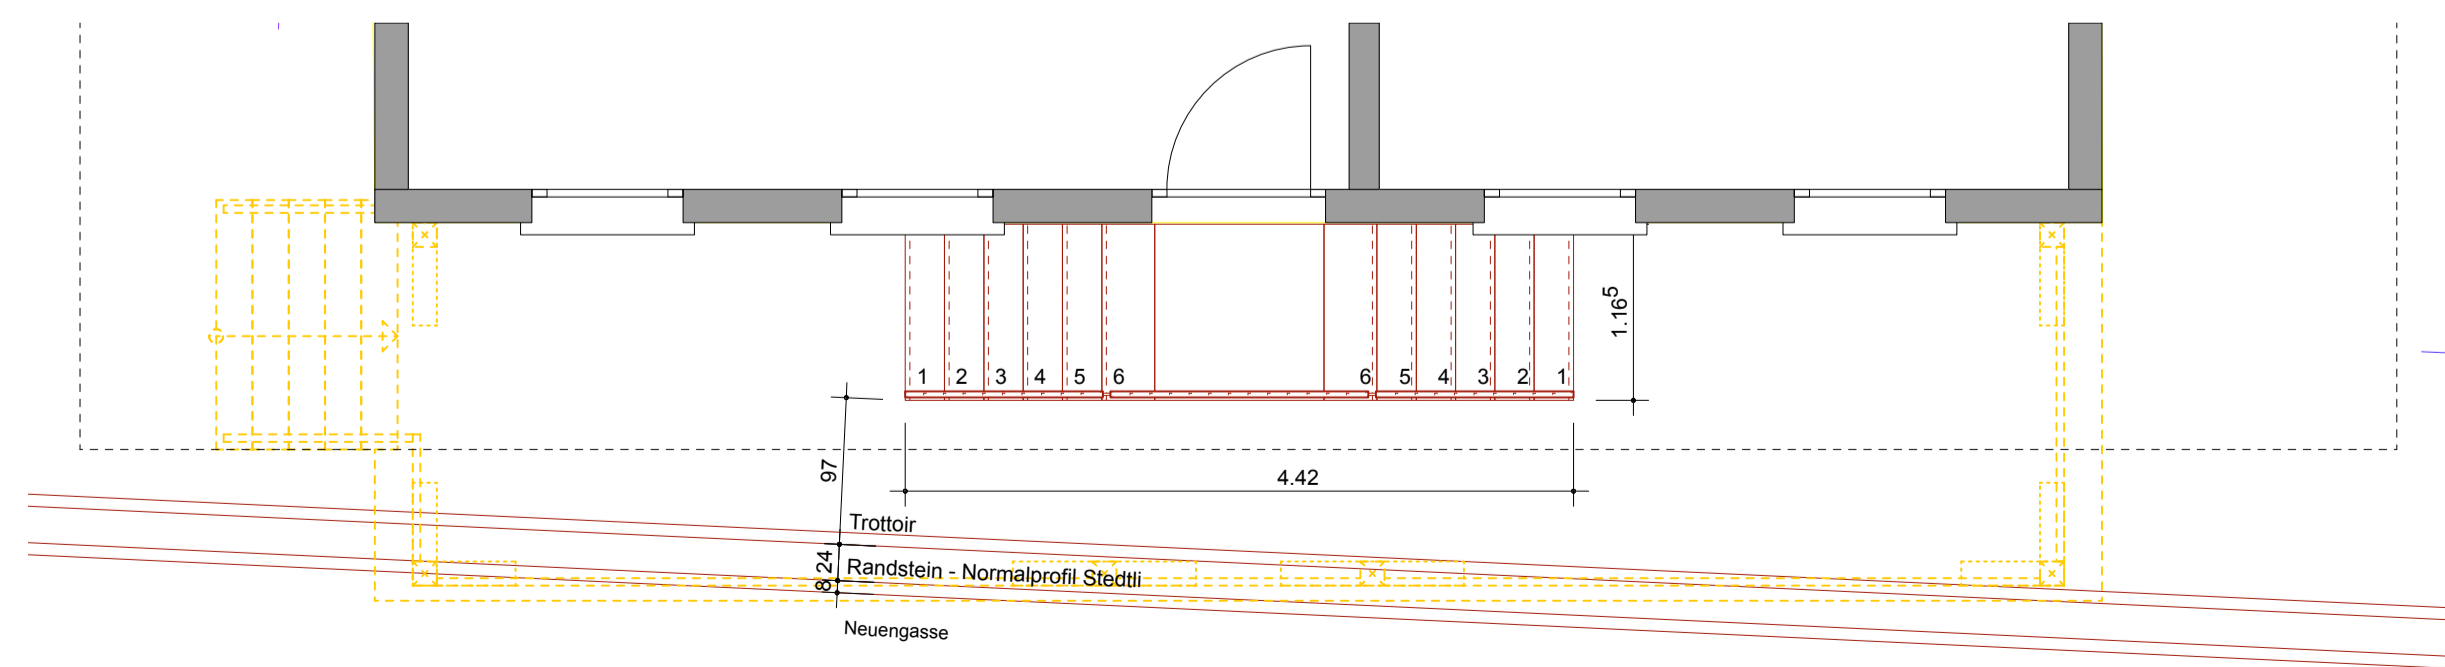 1 2 3 4 5 6 6 5 4 3 2 1
1.16⁵
97
4.42
Trottoir
24
Randstein - Normalprofil Stedtli
8
Neuengasse